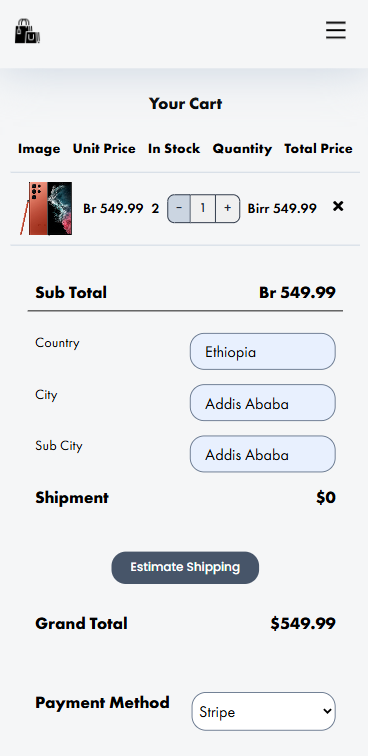 Your Cart
Image Unit Price In Stock Quantity Total Price
Br 549.99 2 - 1 + Birr 549.99 ×
Sub Total Br 549.99
Country Ethiopia
City Addis Ababa
Sub City Addis Ababa
Shipment $0
Estimate Shipping
Grand Total $549.99
Payment Method Stripe